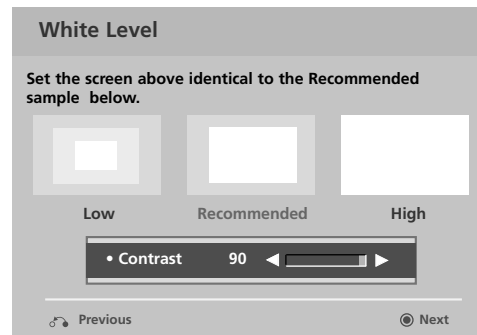 White Level
Set the screen above identical to the Recommended
sample below.
Low Recommended High
• Contrast 90
Previous Next